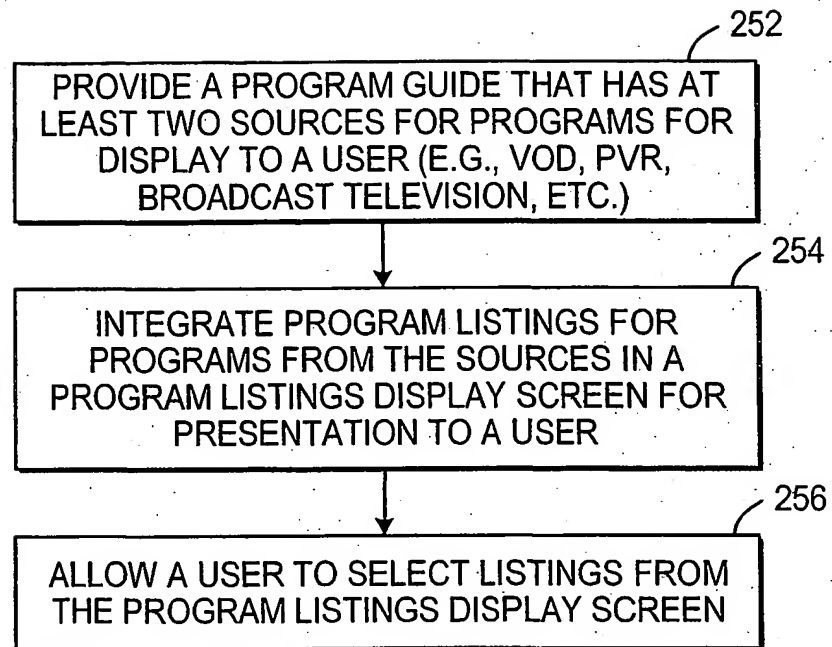 252
PROVIDE A PROGRAM GUIDE THAT HAS AT
LEAST TWO SOURCES FOR PROGRAMS FOR
DISPLAY TO A USER (E.G., VOD, PVR,
BROADCAST TELEVISION, ETC.)
254
INTEGRATE PROGRAM LISTINGS FOR
PROGRAMS FROM THE SOURCES IN A
PROGRAM LISTINGS DISPLAY SCREEN FOR
PRESENTATION TO A USER
256
ALLOW A USER TO SELECT LISTINGS FROM
THE PROGRAM LISTINGS DISPLAY SCREEN